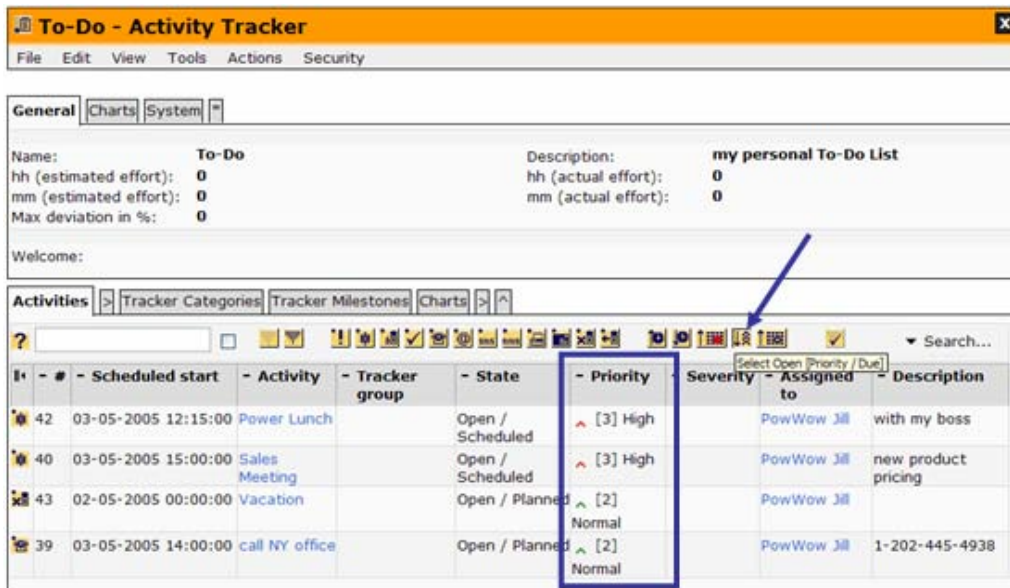 To-Do - Activity Tracker
File Edit View Tools Actions Security
General Charts System *
Name: To-Do Description: my personal To-Do List
hh (estimated effort): 0 hh (actual effort): 0
mm (estimated effort): 0 mm (actual effort): 0
Max deviation in %: 0
Welcome:
Activities > Tracker Categories Tracker Milestones Charts > ^
? Search...
Select Open [Priority / Due]
- # - Scheduled start - Activity - Tracker group - State - Priority - Severity - Assigned to - Description
42 03-05-2005 12:15:00 Power Lunch Open / Scheduled [3] High PowWow Jill with my boss
40 03-05-2005 15:00:00 Sales Meeting Open / Scheduled [3] High PowWow Jill new product pricing
43 02-05-2005 00:00:00 Vacation Open / Planned [2] Normal PowWow Jill
39 03-05-2005 14:00:00 call NY office Open / Planned [2] Normal PowWow Jill 1-202-445-4938